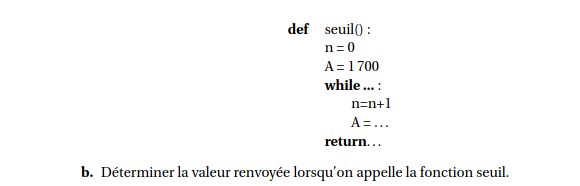 def seuil() :
n = 0
A = 1 700
while ... :
n=n+1
A = ...
return...
b. Déterminer la valeur renvoyée lorsqu'on appelle la fonction seuil.